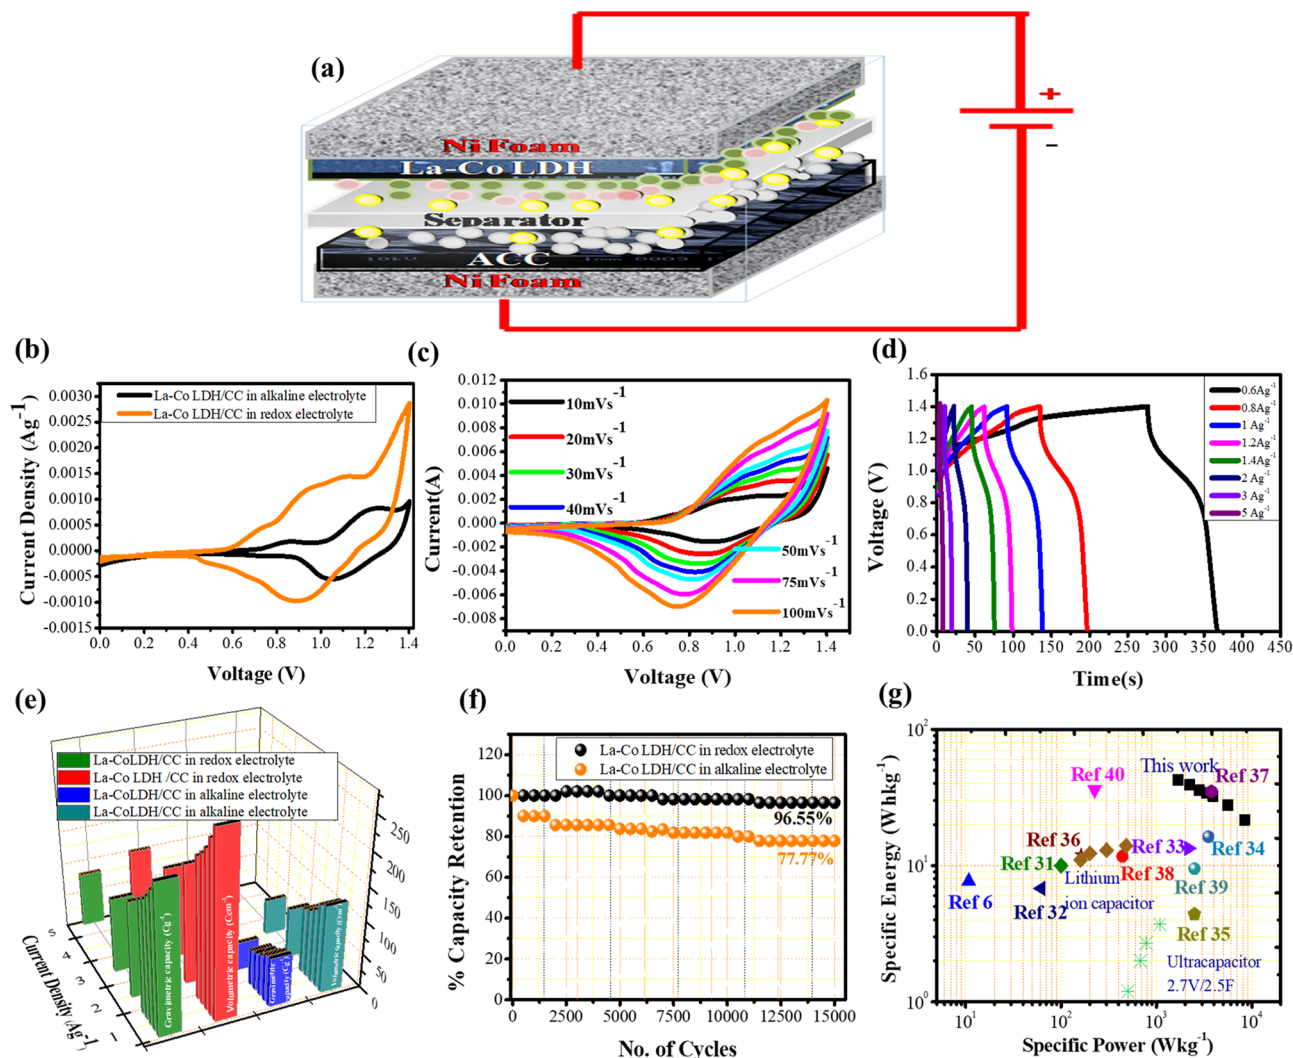 (a)
+
−
Ni Foam
La-Co LDH
Separator
ACC
Ni Foam
(b)
0.0030
0.0025
0.0020
0.0015
0.0010
0.0005
0.0000
-0.0005
-0.0010
-0.0015
Current Density (Ag-1)
La-Co LDH/CC in alkaline electrolyte
La-Co LDH/CC in redox electrolyte
0.0 0.2 0.4 0.6 0.8 1.0 1.2 1.4
Voltage (V)
(c)
0.012
0.010
0.008
0.006
0.004
0.002
0.000
-0.002
-0.004
-0.006
-0.008
Current(A)
10mVs-1
20mVs-1
30mVs-1
40mVs-1
50mVs-1
75mVs-1
100mVs-1
0.0 0.2 0.4 0.6 0.8 1.0 1.2 1.4
Voltage (V)
(d)
1.6
1.4
1.2
1.0
0.8
0.6
0.4
0.2
0.0
Voltage (V)
0.6Ag-1
0.8Ag-1
1 Ag-1
1.2Ag-1
1.4Ag-1
2 Ag-1
3 Ag-1
5 Ag-1
0 50 100 150 200 250 300 350 400 450
Time(s)
(e)
La-CoLDH/CC in redox electrolyte
La-Co LDH /CC in redox electrolyte
La-CoLDH/CC in alkaline electrolyte
La-CoLDH/CC in alkaline electrolyte
250
200
150
100
50
0
5
4
3
2
1
Current Density (Ag-1)
Gravimetric capacity (Cg-1)
Volumetric capacity (Ccm-1)
Gravimetric capacity (Cg-1)
Volumetric capacity
(f)
120
100
80
60
40
20
0
% Capacity Retention
La-Co LDH/CC in redox electrolyte
La-Co LDH/CC in alkaline electrolyte
96.55%
77.77%
0 2500 5000 7500 10000 12500 15000
No. of Cycles
(g)
10²
10¹
10⁰
Specific Energy (Whkg-1)
Ref 40
This work
Ref 37
Ref 36
Ref 33
Ref 34
Ref 31
Ref 38
Ref 39
Ref 6
Ref 32
Lithium
ion capacitor
Ref 35
Ultracapacitor
2.7V/2.5F
10¹ 10² 10³ 10⁴
Specific Power (Wkg-1)